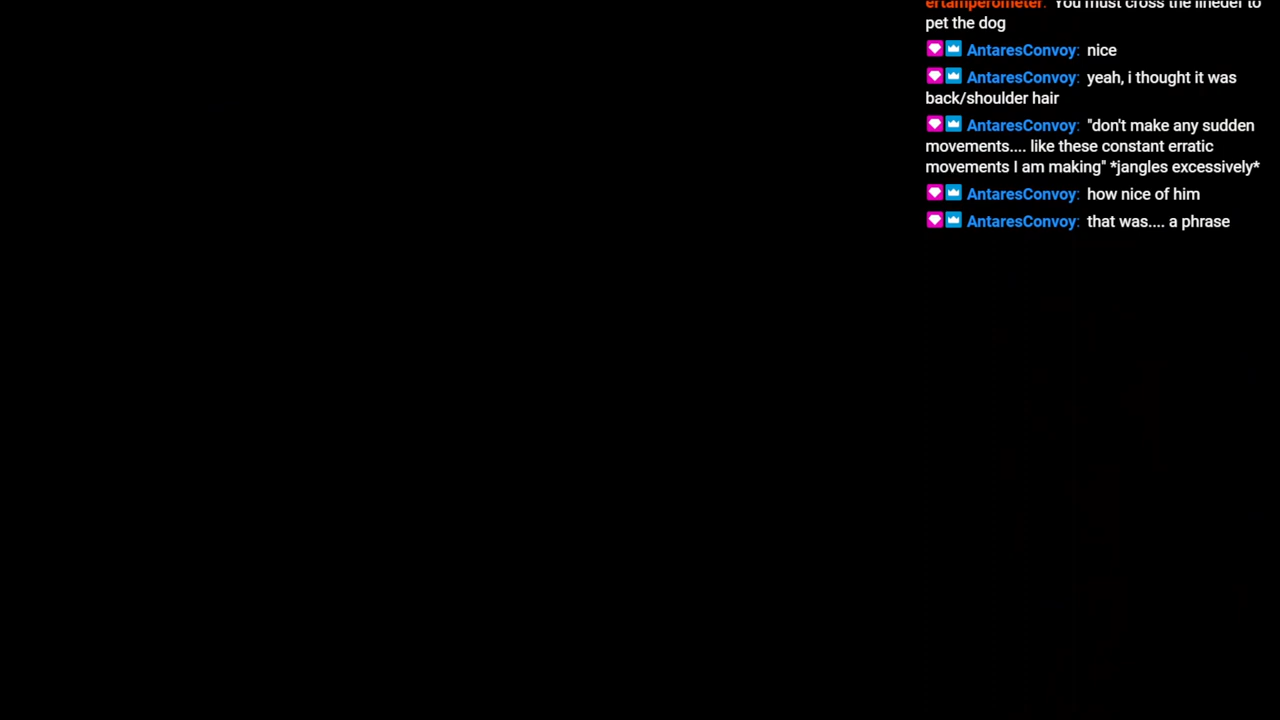 ertamperometer: You must cross the lineder to
pet the dog
AntaresConvoy: nice
AntaresConvoy: yeah, i thought it was
back/shoulder hair
AntaresConvoy: "don't make any sudden
movements.... like these constant erratic
movements I am making" *jangles excessively*
AntaresConvoy: how nice of him
AntaresConvoy: that was.... a phrase